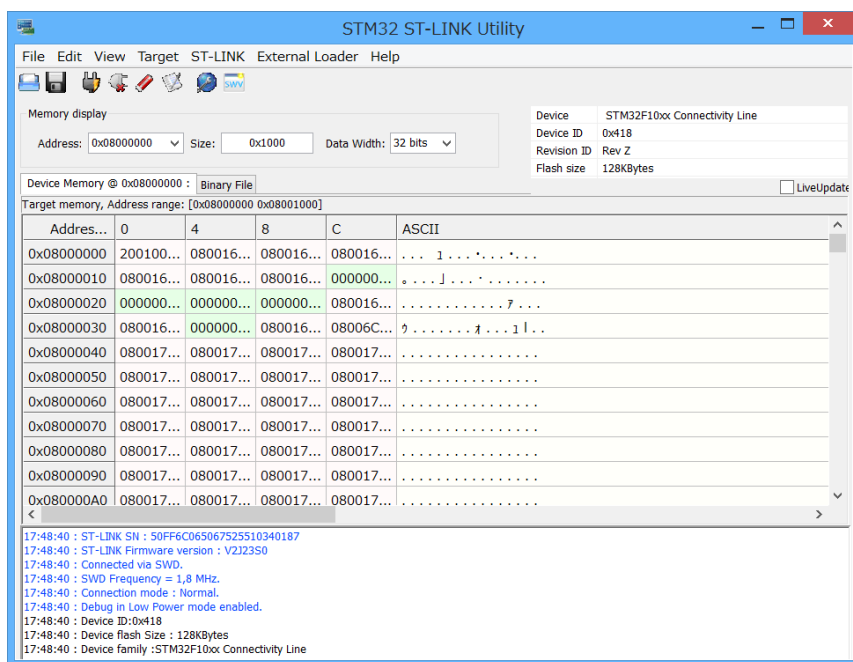 STM32 ST-LINK Utility
File Edit View Target ST-LINK External Loader Help
SWV
Memory display
Address: 0x08000000 Size: 0x1000 Data Width: 32 bits
Device STM32F10xx Connectivity Line
Device ID 0x418
Revision ID Rev Z
Flash size 128KBytes
Device Memory @ 0x08000000 : Binary File
LiveUpdate
Target memory, Address range: [0x08000000 0x08001000]
Addres... 0 4 8 C ASCII
0x08000000 200100... 080016... 080016... 080016...
0x08000010 080016... 080016... 080016... 000000...
0x08000020 000000... 000000... 000000... 080016...
0x08000030 080016... 000000... 080016... 08006C...
0x08000040 080017... 080017... 080017... 080017... ................
0x08000050 080017... 080017... 080017... 080017... ................
0x08000060 080017... 080017... 080017... 080017... ................
0x08000070 080017... 080017... 080017... 080017... ................
0x08000080 080017... 080017... 080017... 080017... ................
0x08000090 080017... 080017... 080017... 080017... ................
0x080000A0 080017... 080017... 080017... 080017... ................
17:48:40 : ST-LINK SN : 50FF6C065067525510340187
17:48:40 : ST-LINK Firmware version : V2J23S0
17:48:40 : Connected via SWD.
17:48:40 : SWD Frequency = 1,8 MHz.
17:48:40 : Connection mode : Normal.
17:48:40 : Debug in Low Power mode enabled.
17:48:40 : Device ID:0x418
17:48:40 : Device flash Size : 128KBytes
17:48:40 : Device family :STM32F10xx Connectivity Line